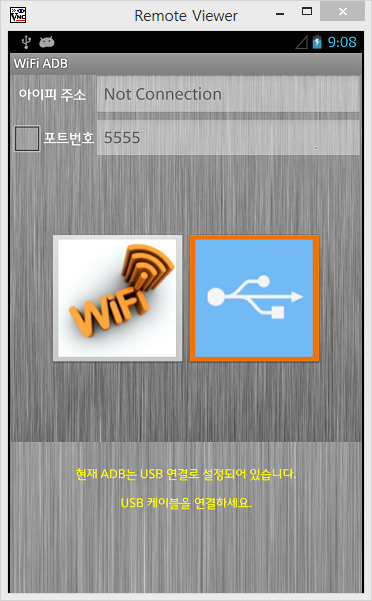 Remote Viewer
9:08
WiFi ADB
아이피 주소
Not Connection
포트번호
5555
WiFi
현재 ADB는 USB 연결로 설정되어 있습니다.
USB 케이블을 연결하세요.